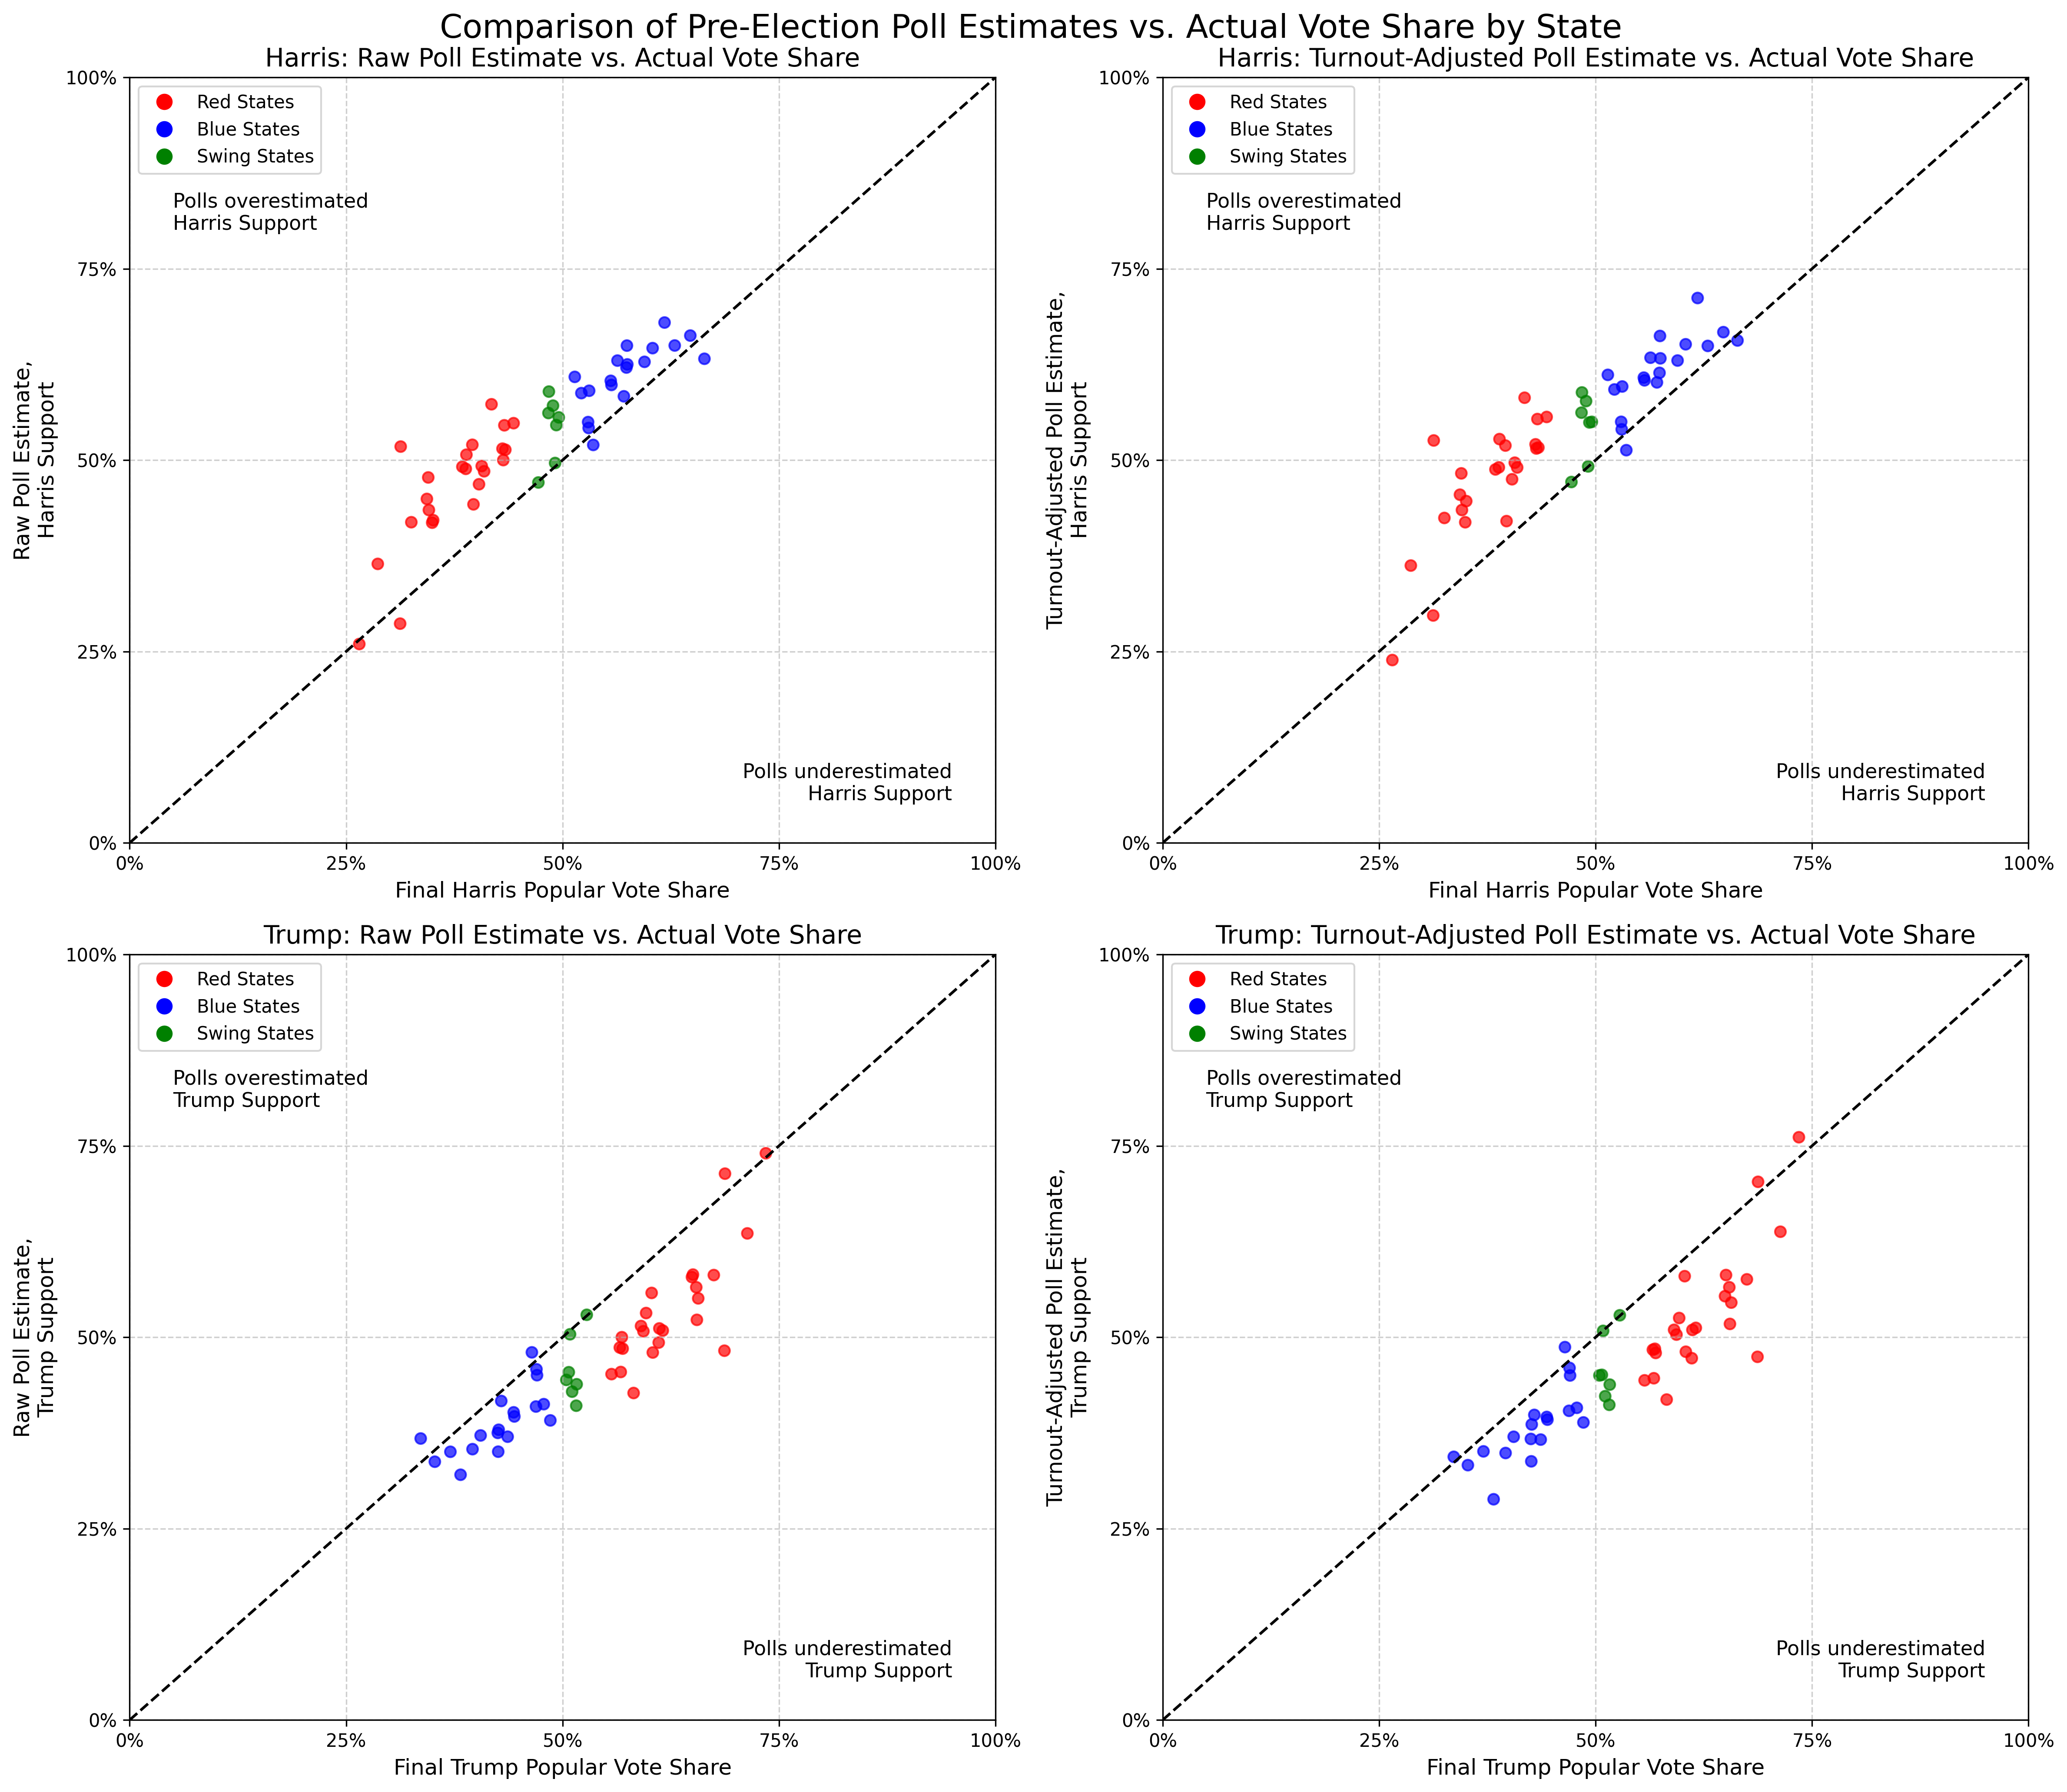 Comparison of Pre-Election Poll Estimates vs. Actual Vote Share by State
Harris: Raw Poll Estimate vs. Actual Vote Share
100%
75%
50%
25%
0%
Raw Poll Estimate,
Harris Support
Red States
Blue States
Swing States
Polls overestimated
Harris Support
Polls underestimated
Harris Support
0%
25%
50%
75%
100%
Final Harris Popular Vote Share
Harris: Turnout-Adjusted Poll Estimate vs. Actual Vote Share
100%
75%
50%
25%
0%
Turnout-Adjusted Poll Estimate,
Harris Support
Red States
Blue States
Swing States
Polls overestimated
Harris Support
Polls underestimated
Harris Support
0%
25%
50%
75%
100%
Final Harris Popular Vote Share
Trump: Raw Poll Estimate vs. Actual Vote Share
100%
75%
50%
25%
0%
Raw Poll Estimate,
Trump Support
Red States
Blue States
Swing States
Polls overestimated
Trump Support
Polls underestimated
Trump Support
0%
25%
50%
75%
100%
Final Trump Popular Vote Share
Trump: Turnout-Adjusted Poll Estimate vs. Actual Vote Share
100%
75%
50%
25%
0%
Turnout-Adjusted Poll Estimate,
Trump Support
Red States
Blue States
Swing States
Polls overestimated
Trump Support
Polls underestimated
Trump Support
0%
25%
50%
75%
100%
Final Trump Popular Vote Share